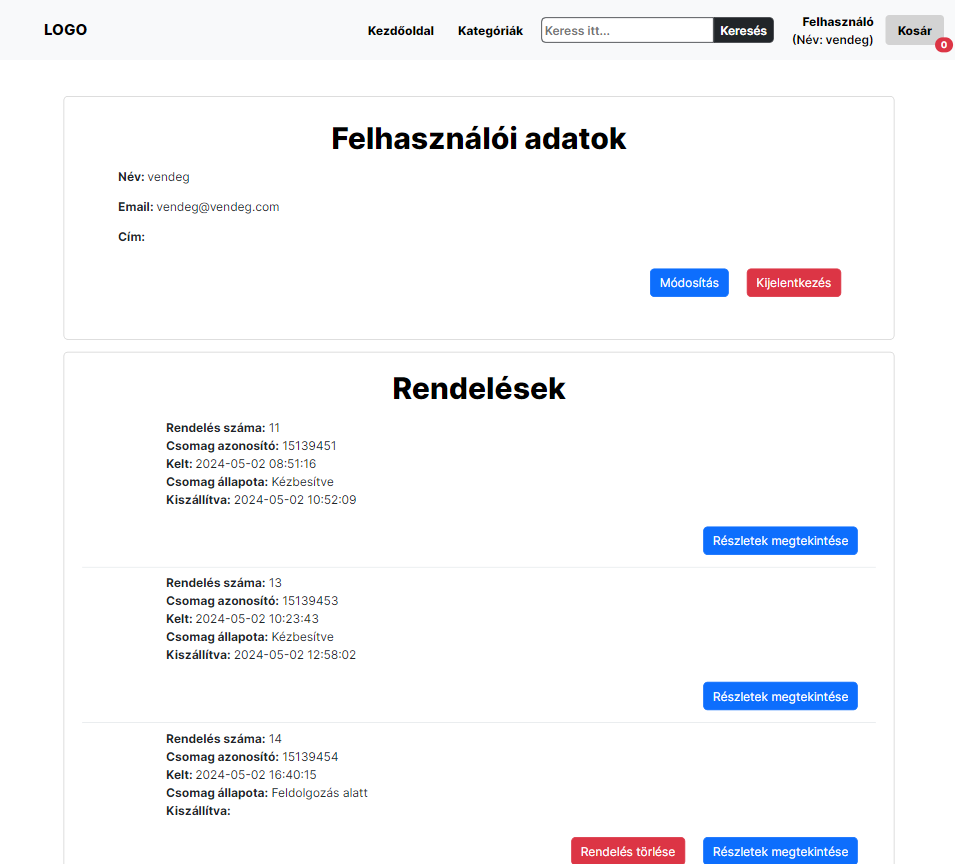 LOGO
Kezdőoldal
Kategóriák
Keress itt...
Keresés
Felhasználó
(Név: vendeg)
Kosár
0
Felhasználói adatok
Név: vendeg
Email: vendeg@vendeg.com
Cím:
Módosítás
Kijelentkezés
Rendelések
Rendelés száma: 11
Csomag azonosító: 15139451
Kelt: 2024-05-02 08:51:16
Csomag állapota: Kézbesítve
Kiszállítva: 2024-05-02 10:52:09
Részletek megtekintése
Rendelés száma: 13
Csomag azonosító: 15139453
Kelt: 2024-05-02 10:23:43
Csomag állapota: Kézbesítve
Kiszállítva: 2024-05-02 12:58:02
Részletek megtekintése
Rendelés száma: 14
Csomag azonosító: 15139454
Kelt: 2024-05-02 16:40:15
Csomag állapota: Feldolgozás alatt
Kiszállítva:
Rendelés törlése
Részletek megtekintése